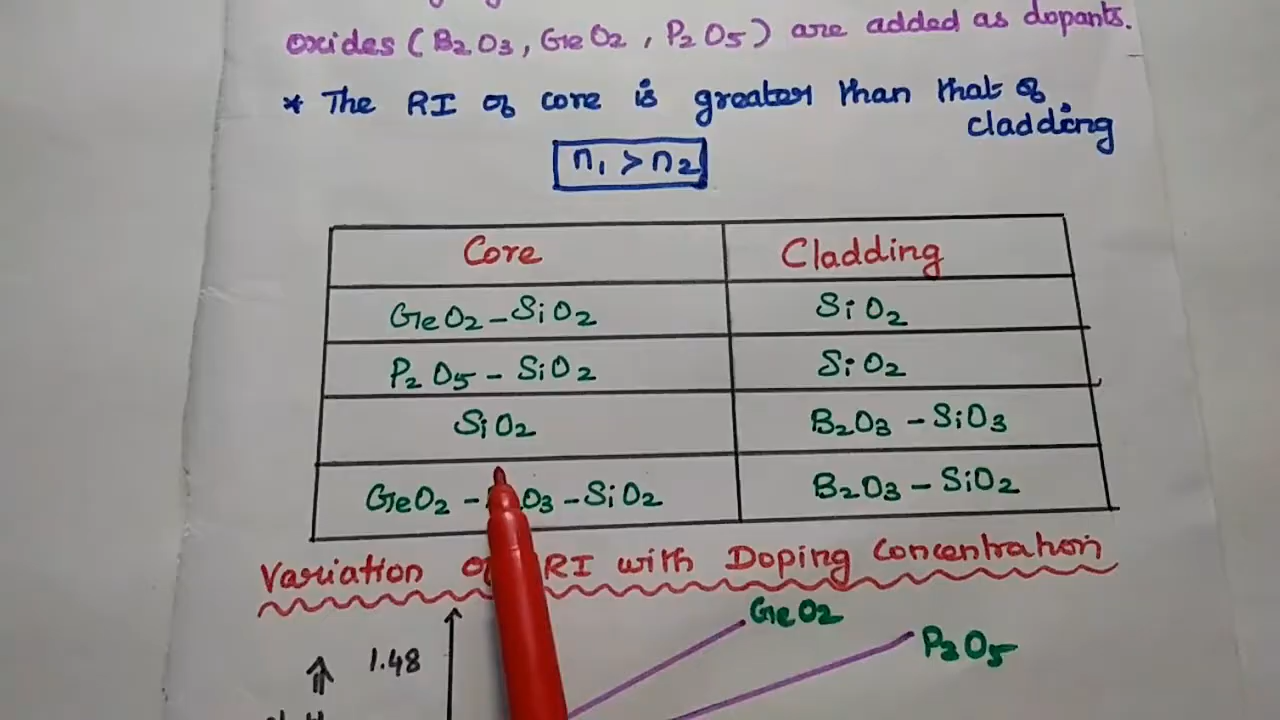 oxides (B2O3, GeO2, P2O5) are added as dopants.
* The RI of core is greater than that of
cladding
n1 > n2
Core Cladding
GeO2 - SiO2 SiO2
P2O5 - SiO2 SiO2
SiO2 B2O3 - SiO3
GeO2 - O3 - SiO2 B2O3 - SiO2
Variation of RI with Doping Concentration
GeO2
P2O5
1.48